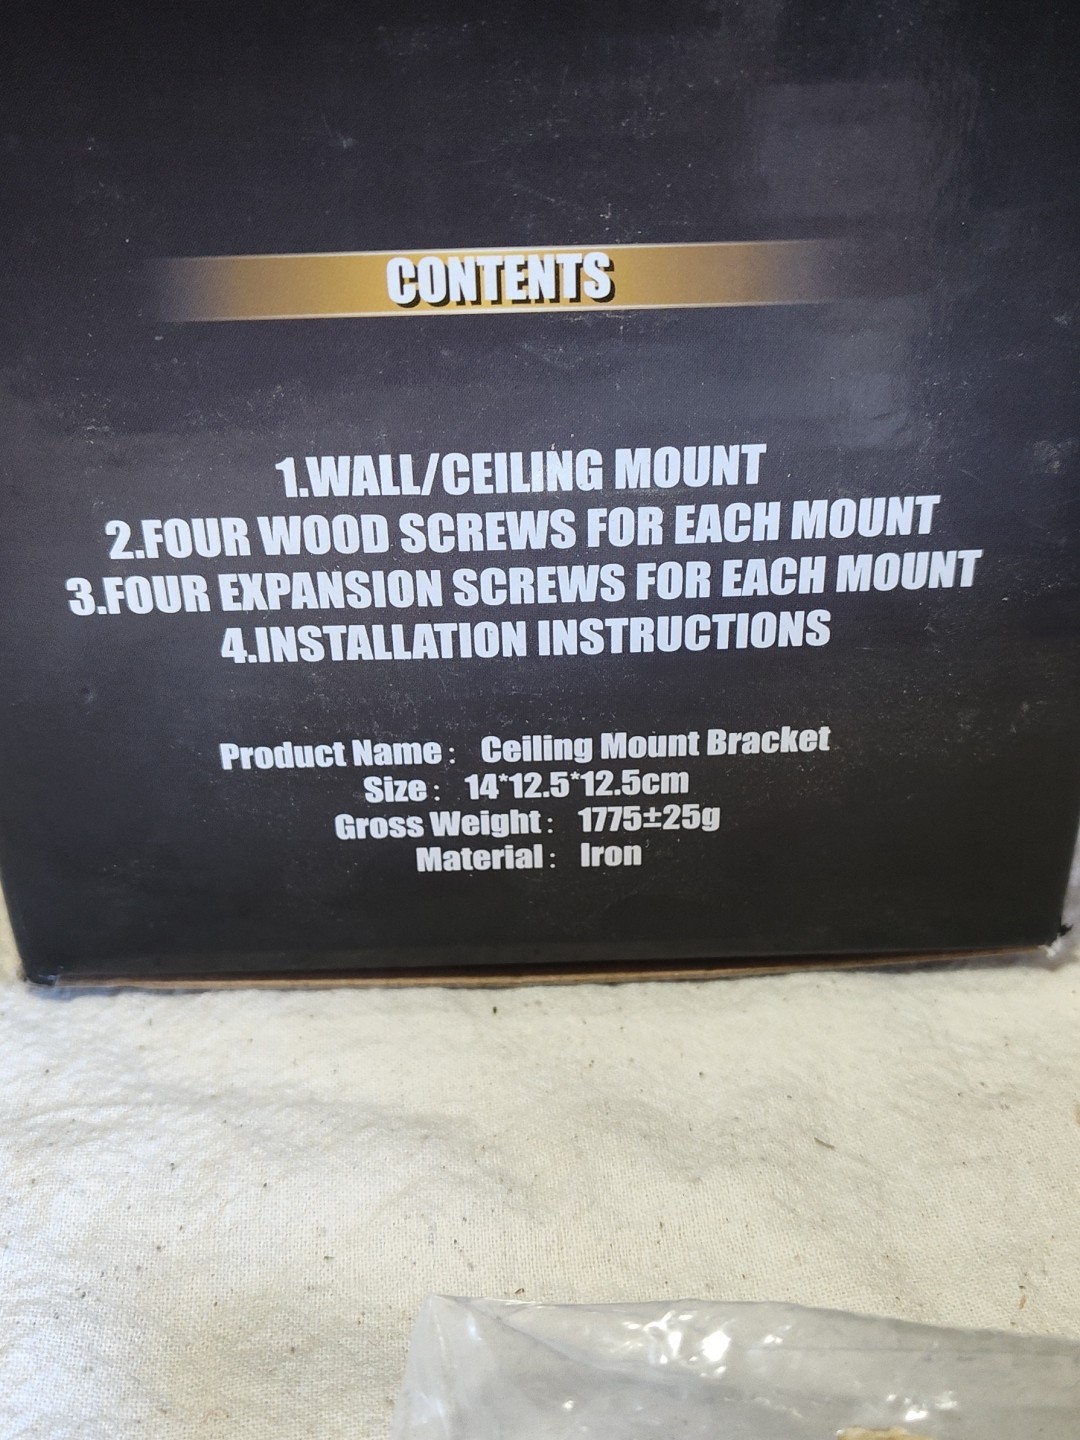 CONTENTS
1.WALL/CEILING MOUNT
2.FOUR WOOD SCREWS FOR EACH MOUNT
3.FOUR EXPANSION SCREWS FOR EACH MOUNT
4.INSTALLATION INSTRUCTIONS
Product Name : Ceiling Mount Bracket
Size : 14*12.5*12.5cm
Gross Weight : 1775±25g
Material : Iron